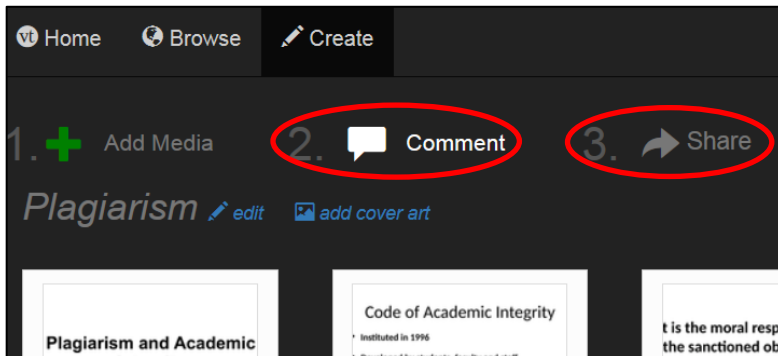 vt Home Browse Create
1. Add Media 2. Comment 3. Share
Plagiarism edit add cover art
Code of Academic Integrity
Instituted in 1996
Plagiarism and Academic
t is the moral resp
the sanctioned ob